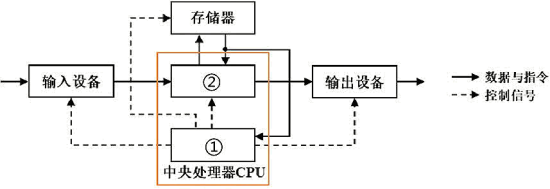 存储器
输入设备
②
输出设备
数据与指令
控制信号
①
中央处理器CPU